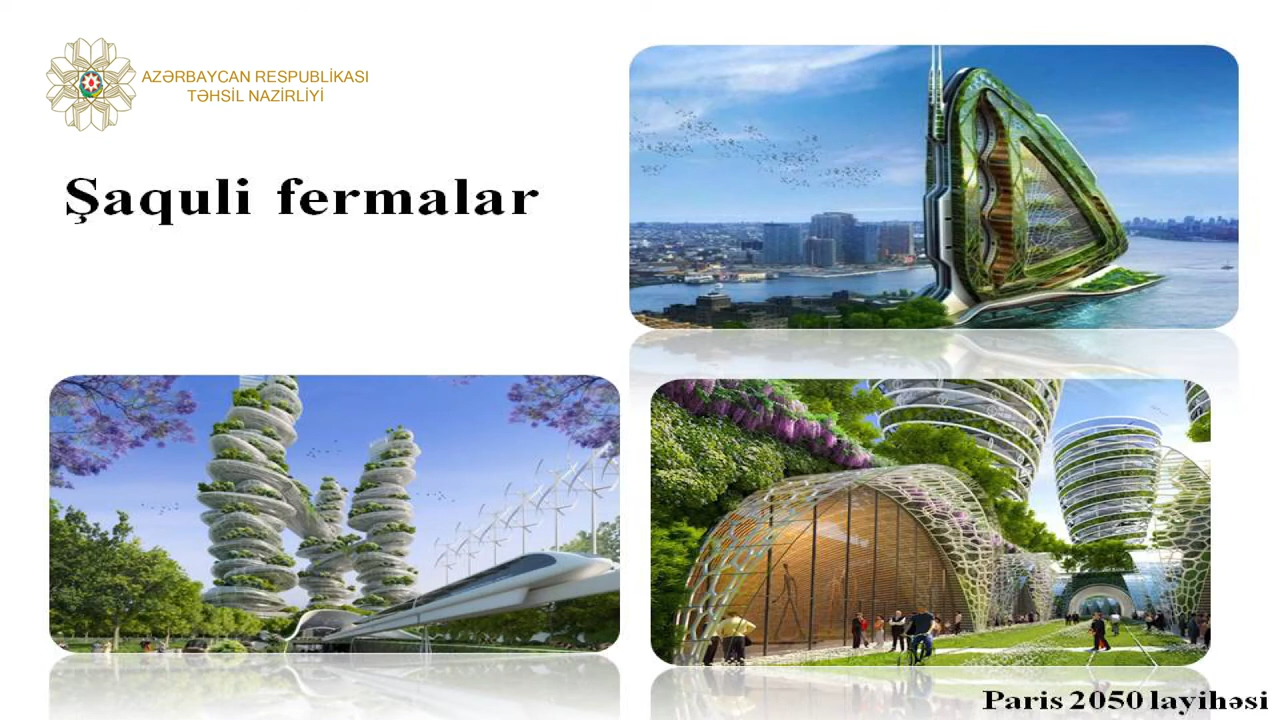 AZƏRBAYCAN RESPUBLİKASI
TƏHSİL NAZİRLİYİ
Şaquli fermalar
Paris 2050 layihəsi